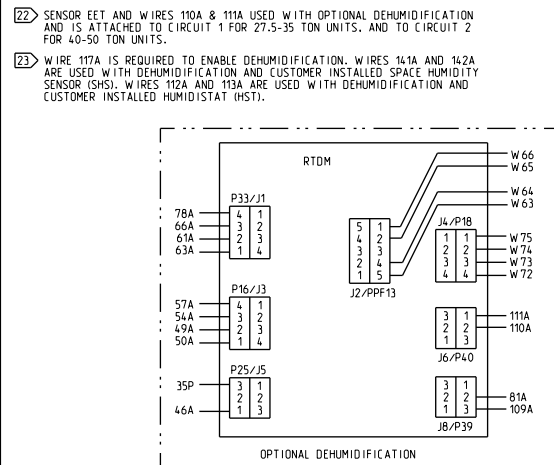 22 SENSOR EET AND WIRES 110A & 111A USED WITH OPTIONAL DEHUMIDIFICATION
AND IS ATTACHED TO CIRCUIT 1 FOR 27.5-35 TON UNITS. AND TO CIRCUIT 2
FOR 40-50 TON UNITS.
23 WIRE 117A IS REQUIRED TO ENABLE DEHUMIDIFICATION. WIRES 141A AND 142A
ARE USED WITH DEHUMIDIFICATION AND CUSTOMER INSTALLED SPACE HUMIDITY
SENSOR (SHS). WIRES 112A AND 113A ARE USED WITH DEHUMIDIFICATION AND
CUSTOMER INSTALLED HUMIDISTAT (HST).
RTDM
W66
W65
W64
W63
P33/J1
78A 4 1
66A 3 2
61A 2 3
63A 1 4
5 1
4 2
3 3
2 4
1 5
J2/PPF13
J4/P18
1 1 W75
2 2 W74
3 3 W73
4 4 W72
P16/J3
57A 4 1
54A 3 2
49A 2 3
50A 1 4
3 1 111A
2 2 110A
1 3
J6/P40
P25/J5
35P 3 1
2 2
46A 1 3
3 1
2 2 81A
1 3 109A
J8/P39
OPTIONAL DEHUMIDIFICATION